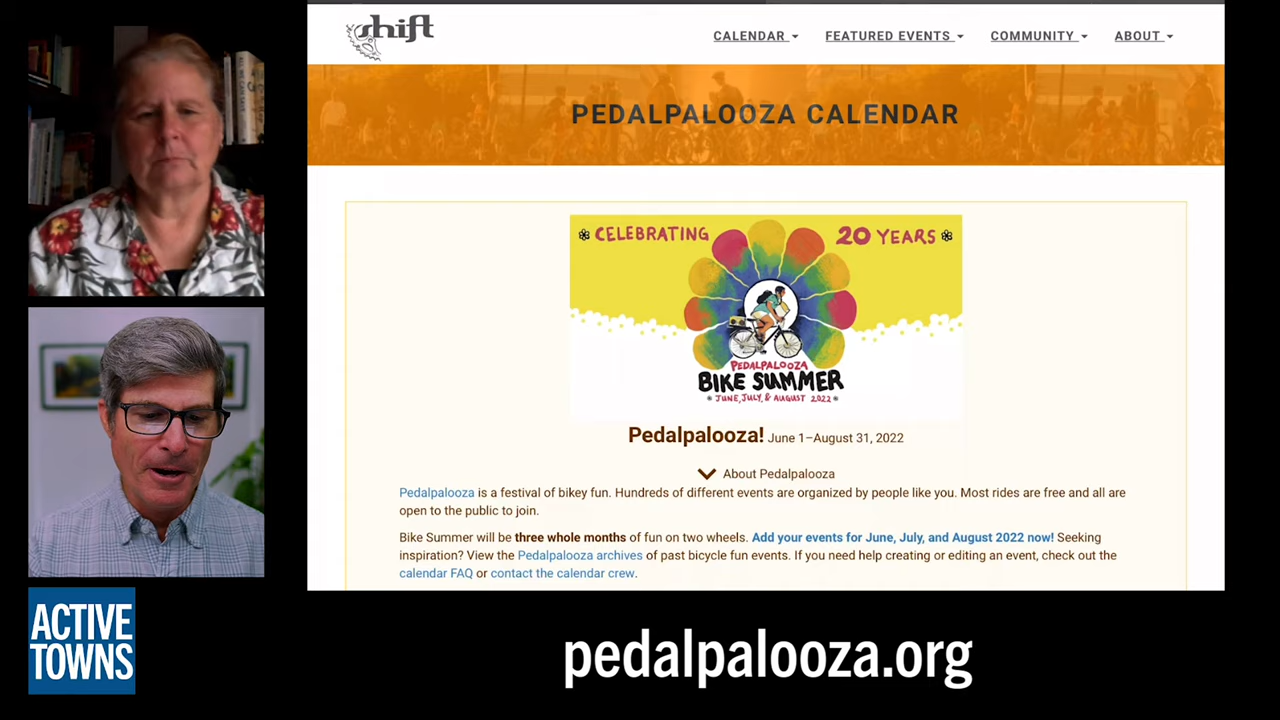 shift
CALENDAR
FEATURED EVENTS
COMMUNITY
ABOUT
PEDALPALOOZA CALENDAR
CELEBRATING
20 YEARS
PEDALPALOOZA
BIKE SUMMER
JUNE, JULY, & AUGUST 2022
Pedalpalooza! June 1–August 31, 2022
About Pedalpalooza
Pedalpalooza is a festival of bikey fun. Hundreds of different events are organized by people like you. Most rides are free and all are
open to the public to join.
Bike Summer will be three whole months of fun on two wheels. Add your events for June, July, and August 2022 now! Seeking
inspiration? View the Pedalpalooza archives of past bicycle fun events. If you need help creating or editing an event, check out the
calendar FAQ or contact the calendar crew.
ACTIVE
TOWNS
pedalpalooza.org